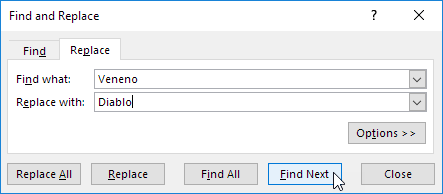 Find and Replace ? ×
Find Replace
Find what: Veneno
Replace with: Diablo
Options >>
Replace All Replace Find All Find Next Close